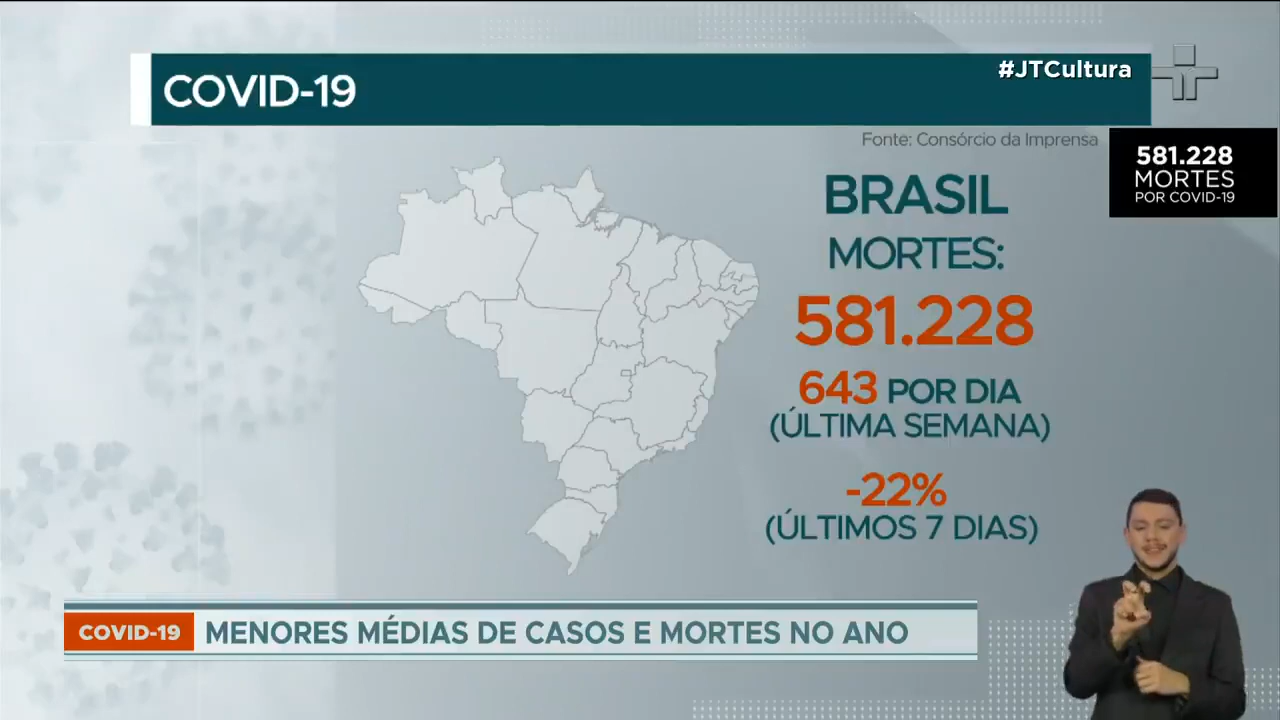 COVID-19
#JTCultura
Fonte: Consórcio da Imprensa
581.228
MORTES
POR COVID-19
BRASIL
MORTES:
581.228
643 POR DIA
(ÚLTIMA SEMANA)
-22%
(ÚLTIMOS 7 DIAS)
COVID-19 MENORES MÉDIAS DE CASOS E MORTES NO ANO